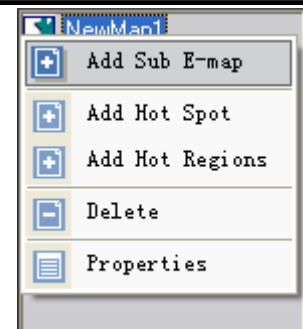 NewMap1
Add Sub E-map
Add Hot Spot
Add Hot Regions
Delete
Properties